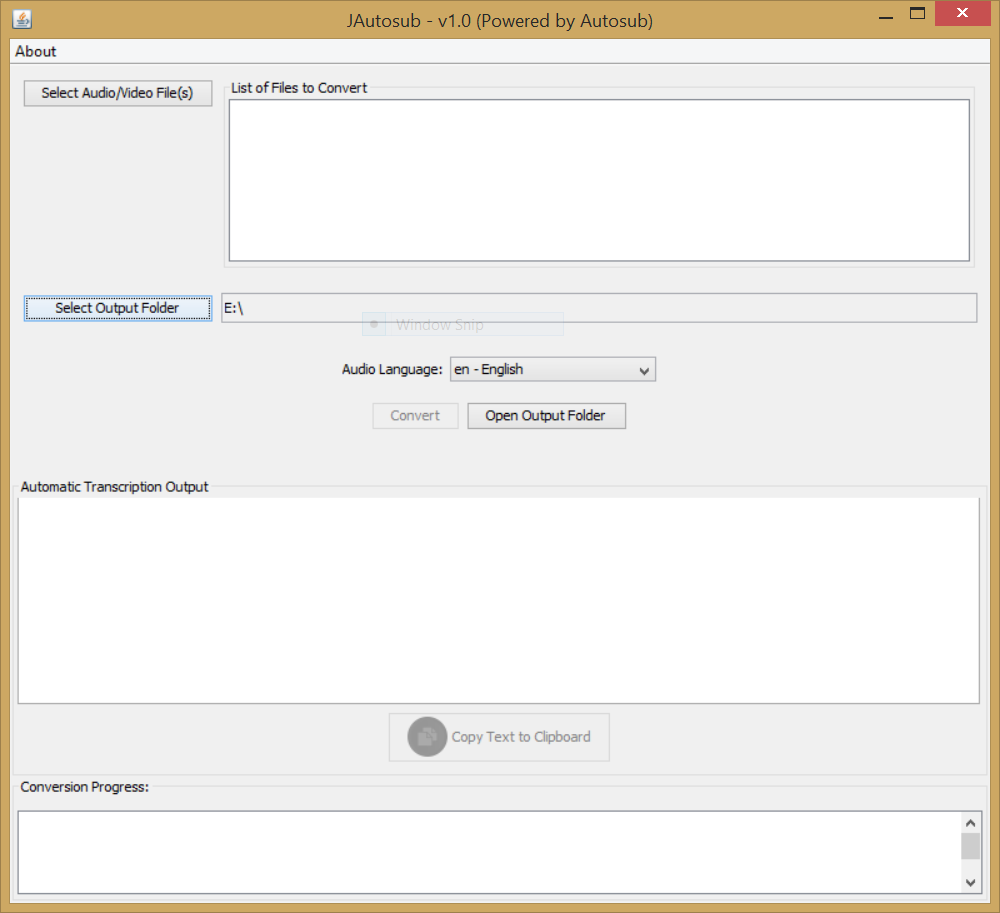 JAutosub - v1.0 (Powered by Autosub)
About
Select Audio/Video File(s)
List of Files to Convert
Select Output Folder
E:\
Window Snip
Audio Language:
en - English
Convert
Open Output Folder
Automatic Transcription Output
Copy Text to Clipboard
Conversion Progress: